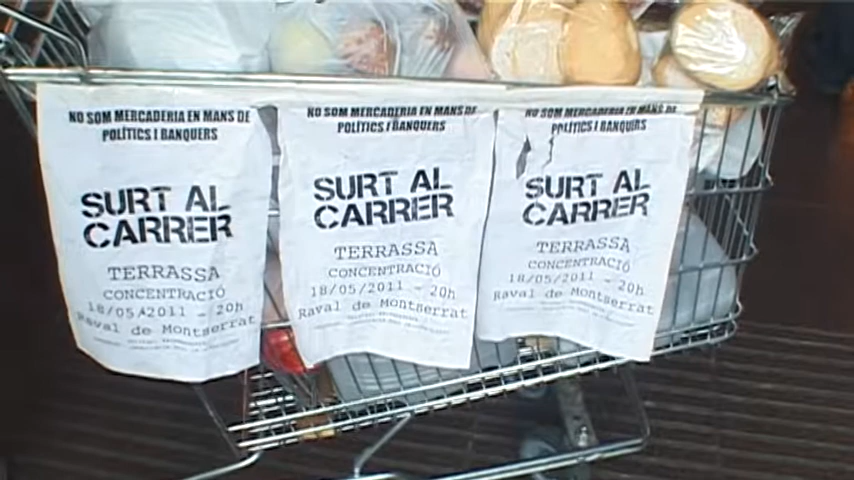 NO SOM MERCADERIA EN MANS DE
POLÍTICS I BANQUERS
SURT AL
CARRER
TERRASSA
CONCENTRACIÓ
18/05/2011 - 20h
Raval de Montserrat
NO SOM MERCADERIA EN MANS DE
POLÍTICS I BANQUERS
SURT AL
CARRER
TERRASSA
CONCENTRACIÓ
18/05/2011 - 20h
Raval de Montserrat
NO SOM MERCADERIA EN MANS DE
POLÍTICS I BANQUERS
SURT AL
CARRER
TERRASSA
CONCENTRACIÓ
18/05/2011 - 20h
Raval de Montserrat